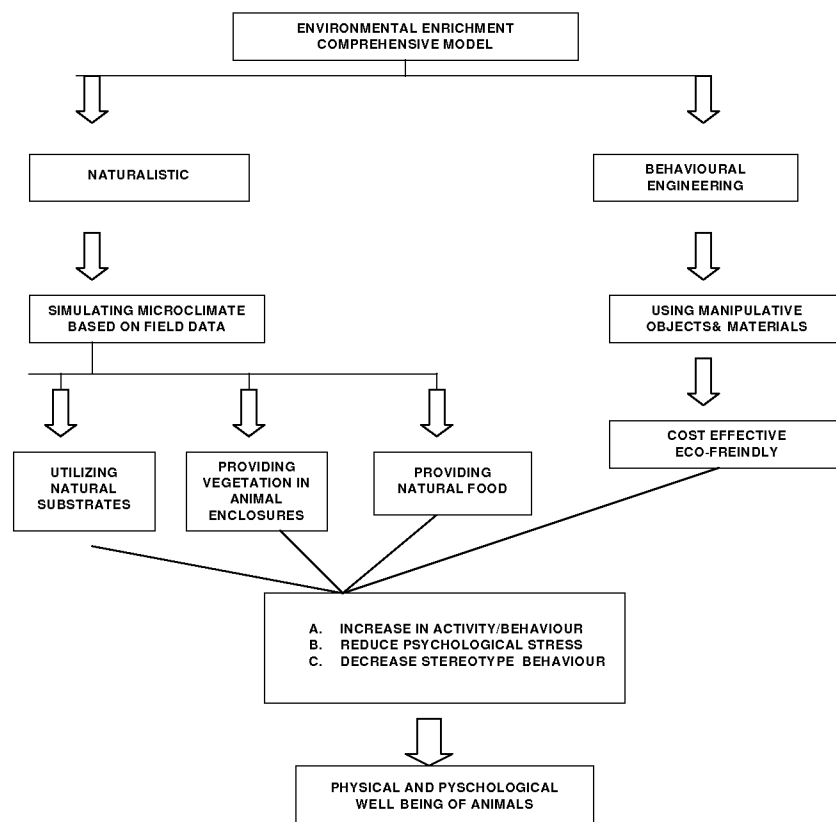 ENVIRONMENTAL ENRICHMENT
COMPREHENSIVE MODEL
NATURALISTIC
BEHAVIOURAL
ENGINEERING
SIMULATING MICROCLIMATE
BASED ON FIELD DATA
USING MANIPULATIVE
OBJECTS& MATERIALS
COST EFFECTIVE
ECO-FREINDLY
UTILIZING
NATURAL
SUBSTRATES
PROVIDING
VEGETATION IN
ANIMAL
ENCLOSURES
PROVIDING
NATURAL FOOD
A. INCREASE IN ACTIVITY/BEHAVIOUR
B. REDUCE PSYCHOLOGICAL STRESS
C. DECREASE STEREOTYPE BEHAVIOUR
PHYSICAL AND PYSCHOLOGICAL
WELL BEING OF ANIMALS